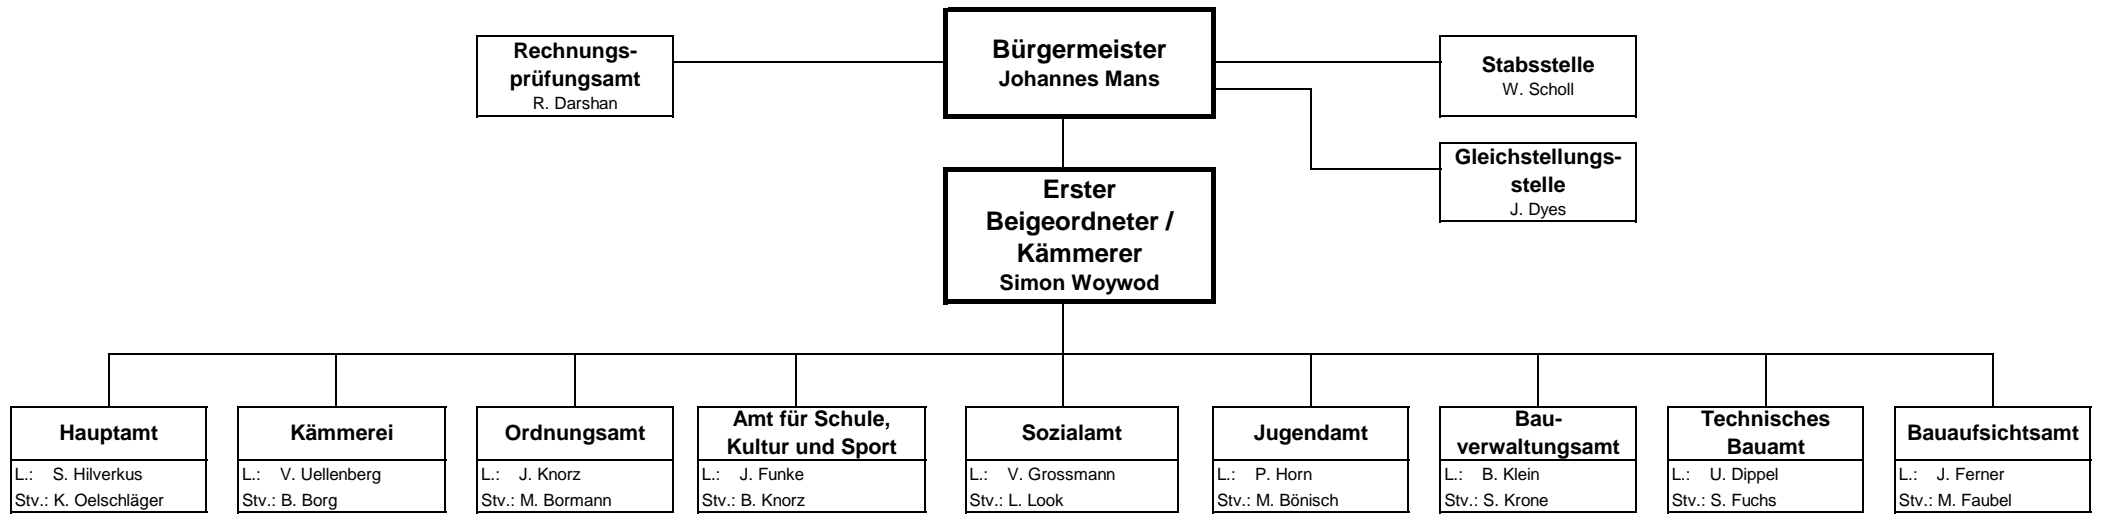 Rechnungs-
prüfungsamt
R. Darshan
Bürgermeister
Johannes Mans
Stabsstelle
W. Scholl
Gleichstellungs-
stelle
J. Dyes
Erster
Beigeordneter /
Kämmerer
Simon Woywod
Hauptamt
L.: S. Hilverkus
Stv.: K. Oelschläger
Kämmerei
L.: V. Uellenberg
Stv.: B. Borg
Ordnungsamt
L.: J. Knorz
Stv.: M. Bormann
Amt für Schule,
Kultur und Sport
L.: J. Funke
Stv.: B. Knorz
Sozialamt
L.: V. Grossmann
Stv.: L. Look
Jugendamt
L.: P. Horn
Stv.: M. Bönisch
Bau-
verwaltungsamt
L.: B. Klein
Stv.: S. Krone
Technisches
Bauamt
L.: U. Dippel
Stv.: S. Fuchs
Bauaufsichtsamt
L.: J. Ferner
Stv.: M. Faubel